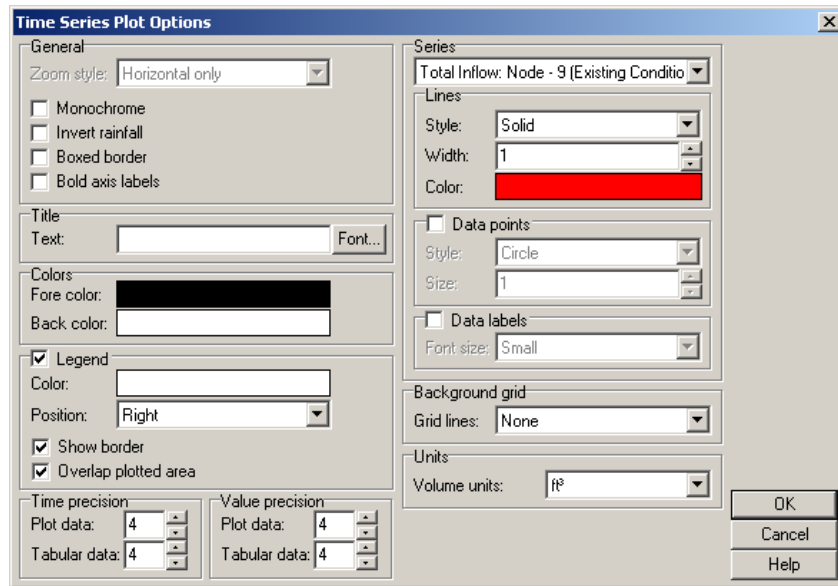 Time Series Plot Options
General
Zoom style: Horizontal only
Monochrome
Invert rainfall
Boxed border
Bold axis labels
Title
Text: Font...
Colors
Fore color:
Back color:
Legend
Color:
Position: Right
Show border
Overlap plotted area
Time precision
Plot data: 4
Tabular data: 4
Value precision
Plot data: 4
Tabular data: 4
Series
Total Inflow: Node - 9 (Existing Conditio
Lines
Style: Solid
Width: 1
Color:
Data points
Style: Circle
Size: 1
Data labels
Font size: Small
Background grid
Grid lines: None
Units
Volume units: ft³
OK
Cancel
Help